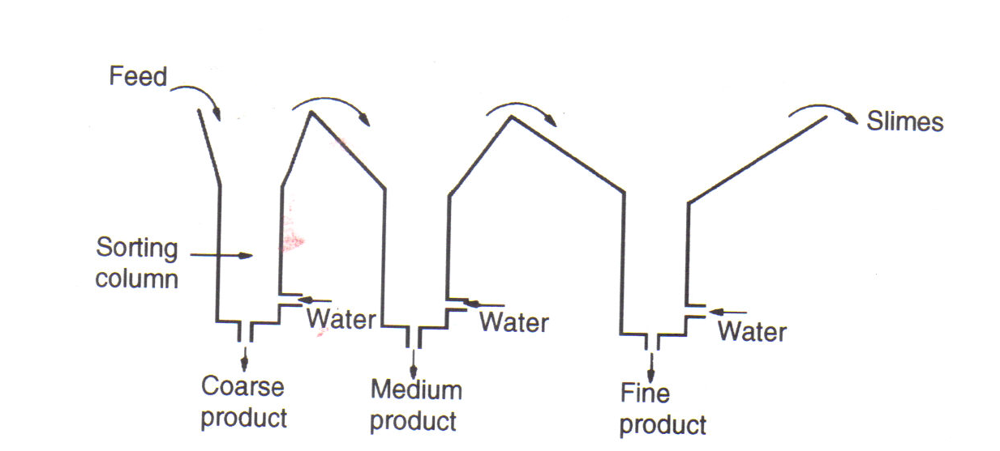 Feed
Slimes
Sorting
column
Water
Water
Water
Coarse
product
Medium
product
Fine
product